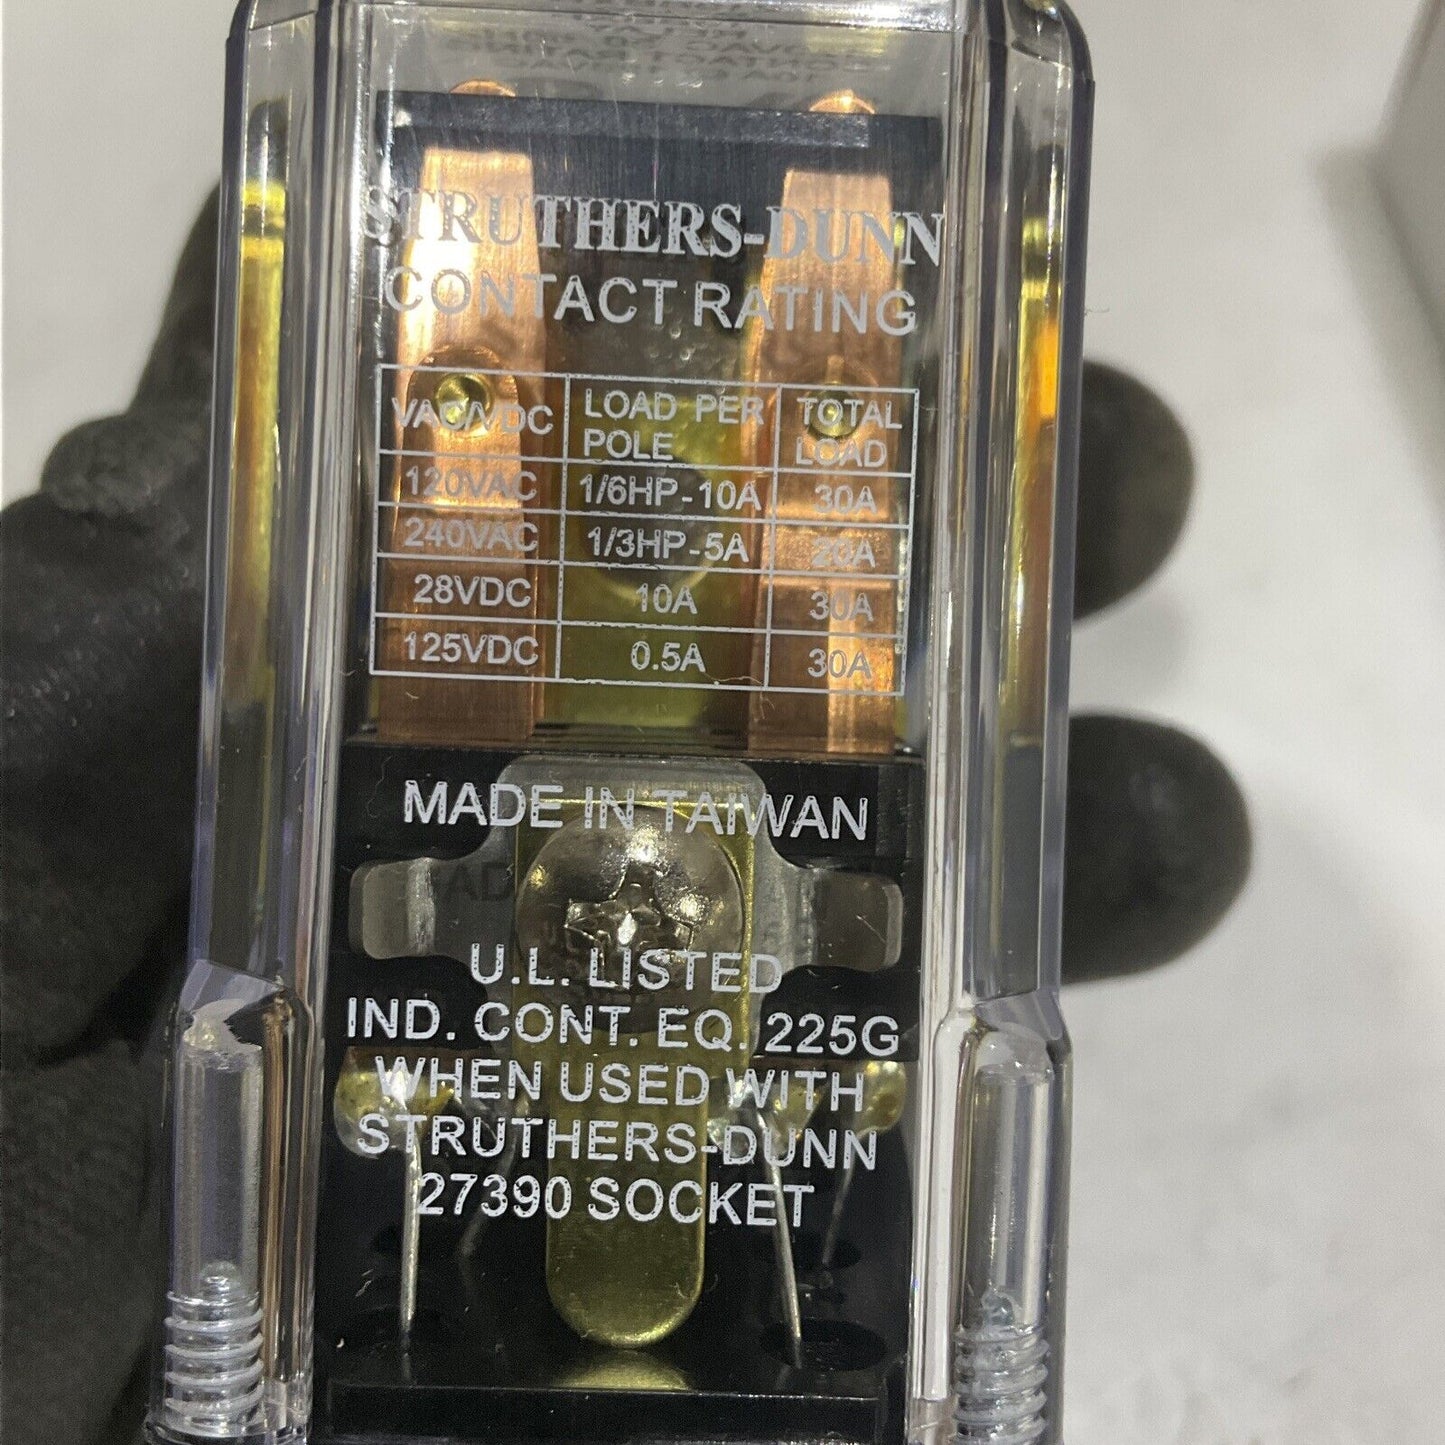 STRUTHERS-DUNN
CONTACT RATING
VAC/VDC LOAD PER POLE TOTAL LOAD
120VAC 1/6HP-10A 30A
240VAC 1/3HP-5A 20A
28VDC 10A 30A
125VDC 0.5A 30A
MADE IN TAIWAN
U.L. LISTED
IND. CONT. EQ. 225G
WHEN USED WITH
STRUTHERS-DUNN
27390 SOCKET